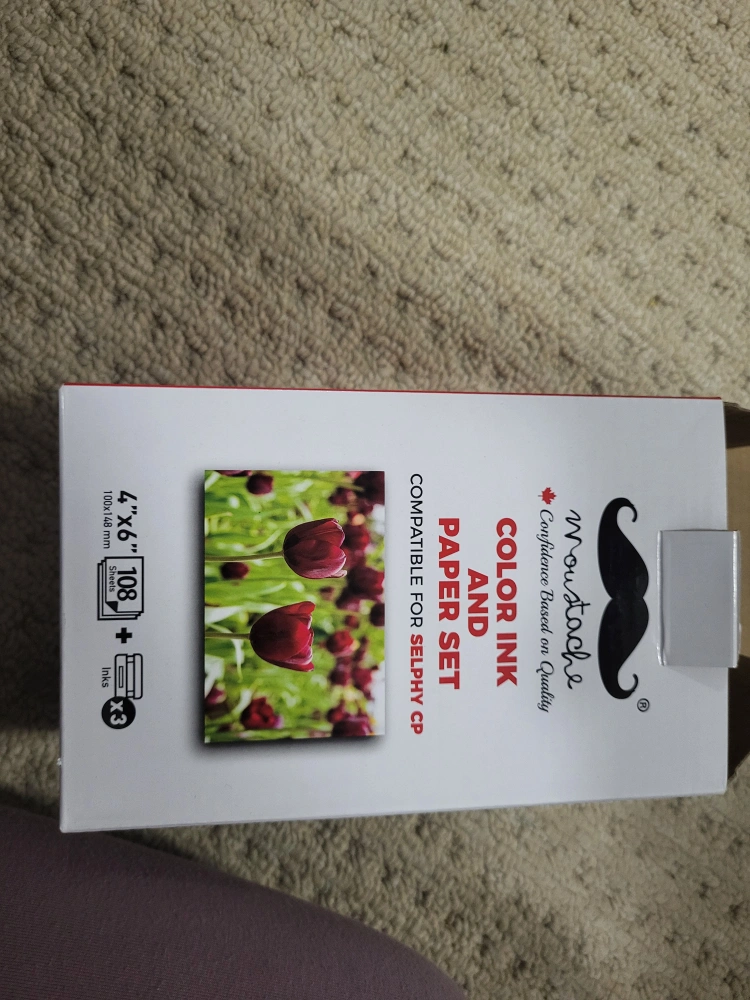 ®
moustache
Confidence Based on Quality
COLOR INK
AND
PAPER SET
COMPATIBLE FOR SELPHY CP
4”x6”
100x148 mm
108
Sheets
+
Inks
x3